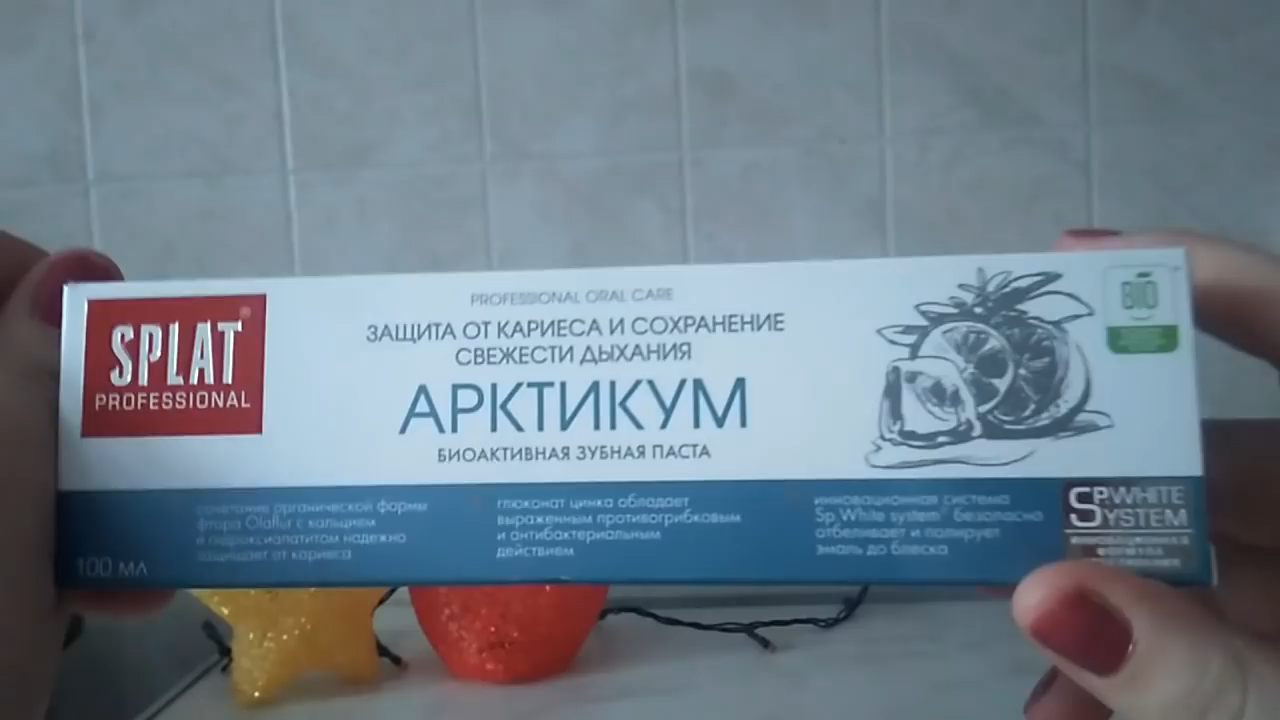 SPLAT®
PROFESSIONAL
PROFESSIONAL ORAL CARE
ЗАЩИТА ОТ КАРИЕСА И СОХРАНЕНИЕ
СВЕЖЕСТИ ДЫХАНИЯ
АРКТИКУМ
БИОАКТИВНАЯ ЗУБНАЯ ПАСТА
BIO
сочетание органической формы
фтора Olaflur с кальцием
и гидроксиапатитом надежно
защищает от кариеса
глюконат цинка обладает
выраженным противогрибковым
и антибактериальным
действием
инновационная система
Sp.White system® безопасно
отбеливает и полирует
эмаль до блеска
SP.WHITE
SYSTEM
ИННОВАЦИОННАЯ
ФОРМУЛА
100 МЛ